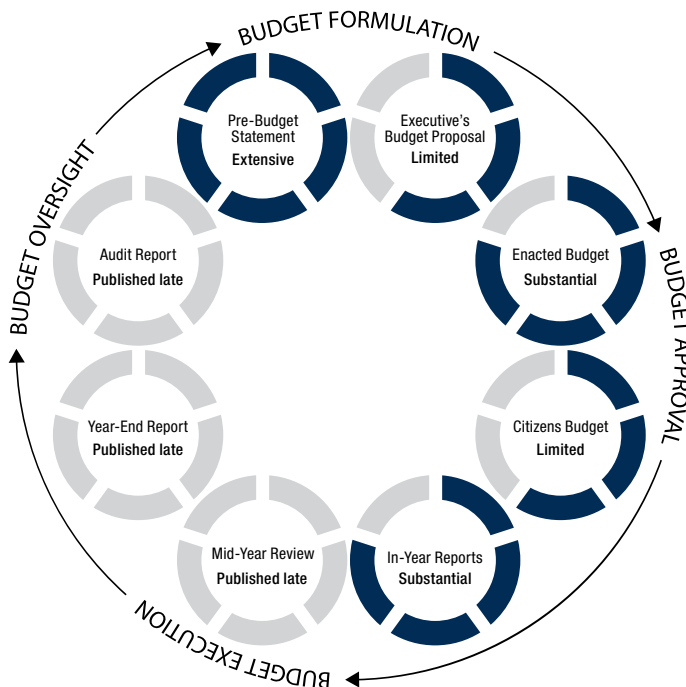 BUDGET FORMULATION
Pre-Budget
Statement
Extensive
Executive's
Budget Proposal
Limited
BUDGET OVERSIGHT
Audit Report
Published late
Enacted Budget
Substantial
BUDGET APPROVAL
Year-End Report
Published late
Citizens Budget
Limited
Mid-Year Review
Published late
In-Year Reports
Substantial
BUDGET EXECUTION